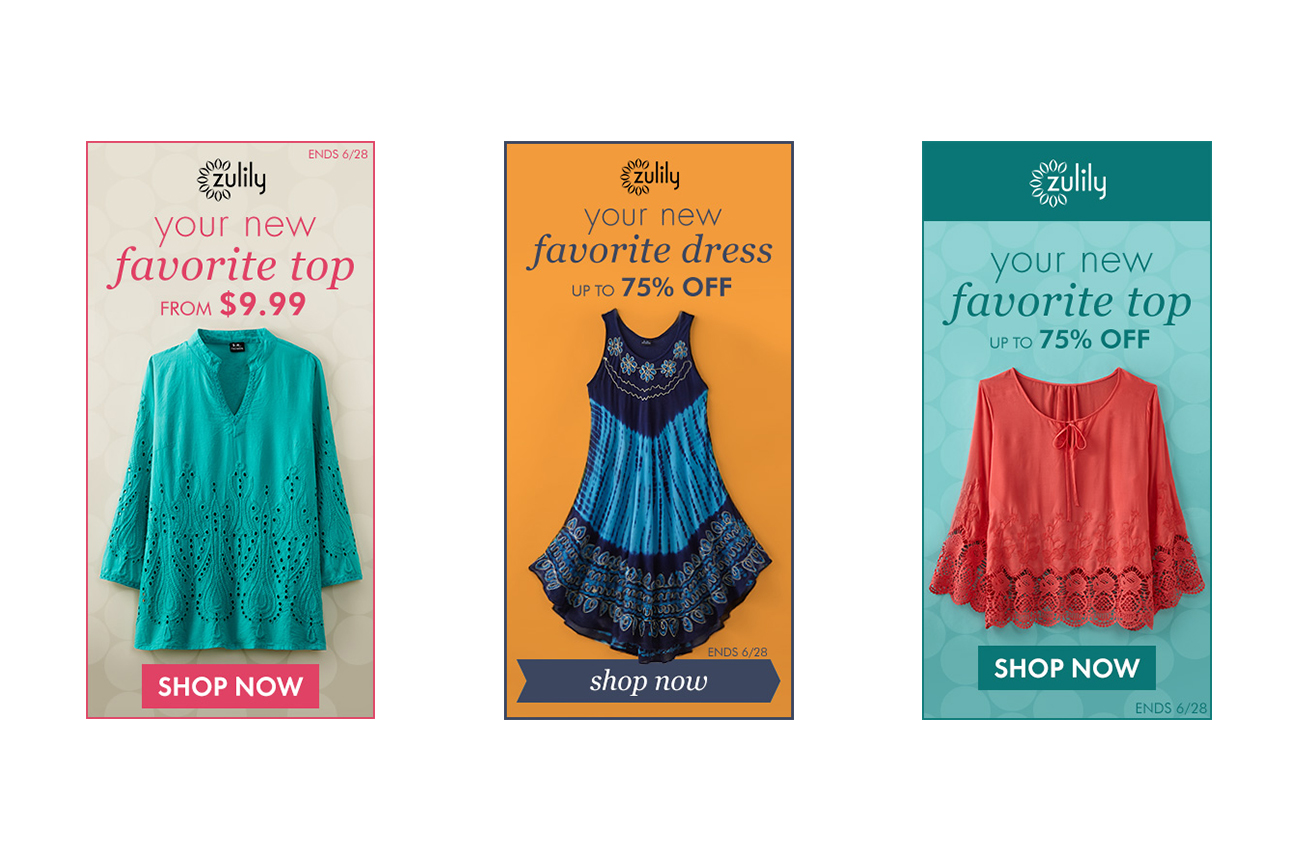 ENDS 6/28
zulily
your new
favorite top
FROM $9.99
SHOP NOW
zulily
your new
favorite dress
UP TO 75% OFF
ENDS 6/28
shop now
zulily
your new
favorite top
UP TO 75% OFF
SHOP NOW
ENDS 6/28